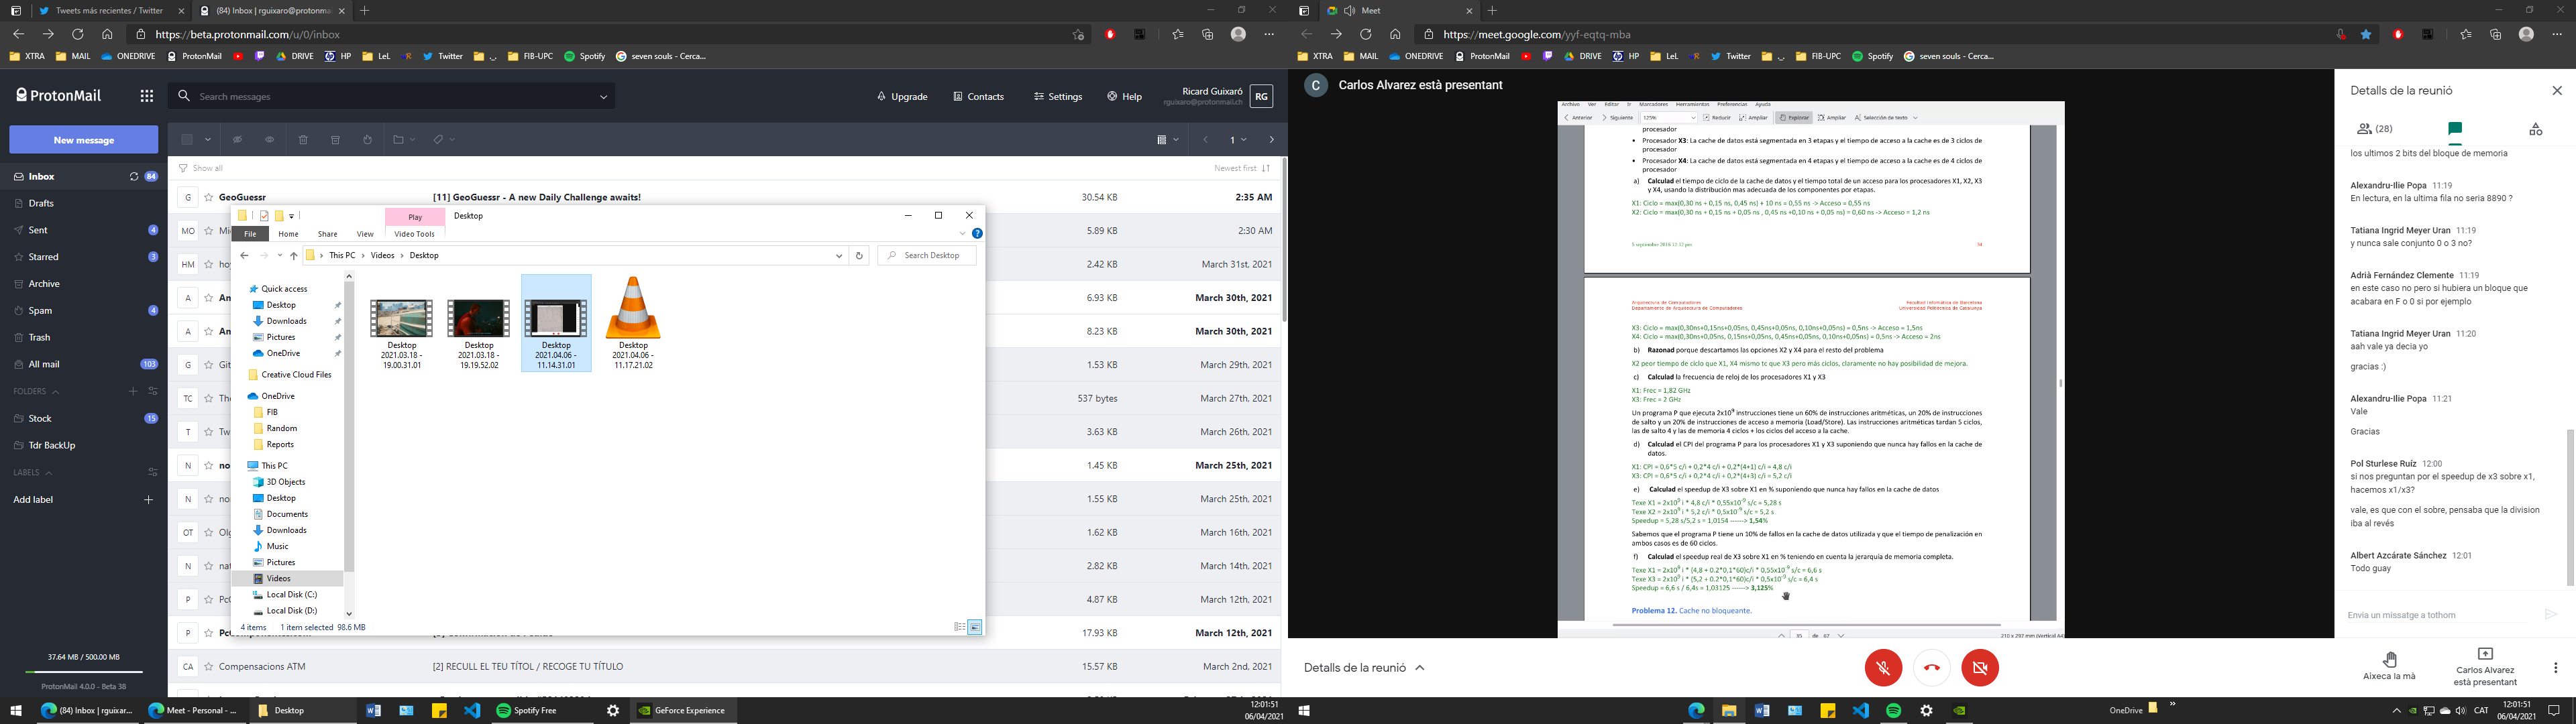 Tweets más recientes / Twitter
(84) Inbox | rguixaro@protonma
https://beta.protonmail.com/u/0/inbox
XTRA MAIL ONEDRIVE ProtonMail DRIVE HP LeL Twitter ._. FIB-UPC Spotify seven souls - Cerca...
ProtonMail
Search messages
Upgrade Contacts Settings Help
Ricard Guixaró
rguixaro@protonmail.ch
RG
New message
Inbox 84
Drafts
Sent 4
Starred 3
Archive
Spam 4
Trash
All mail 103
FOLDERS
Stock 15
Tdr BackUp
LABELS
Add label
37.64 MB / 500.00 MB
ProtonMail 4.0.0 - Beta 38
1
Show all
Newest first
G GeoGuessr [11] GeoGuessr - A new Daily Challenge awaits! 30.54 KB 2:35 AM
MO Mi 5.89 KB 2:30 AM
HM ho 2.42 KB March 31st, 2021
A An 6.93 KB March 30th, 2021
A An 8.23 KB March 30th, 2021
G Git 1.53 KB March 29th, 2021
TC Th 537 bytes March 27th, 2021
T Tw 3.63 KB March 26th, 2021
N no 1.45 KB March 25th, 2021
N no 1.55 KB March 25th, 2021
OT Olg 1.62 KB March 16th, 2021
N nat 2.82 KB March 14th, 2021
P PcC 4.87 KB March 12th, 2021
P 17.93 KB March 12th, 2021
CA Compensacions ATM [2] RECULL EL TEU TÍTOL / RECOGE TU TÍTULO 15.57 KB March 2nd, 2021
Play
Desktop
File Home Share View Video Tools
This PC > Videos > Desktop
Search Desktop
Quick access
Desktop
Downloads
Pictures
OneDrive
Creative Cloud Files
OneDrive
FIB
Random
Reports
This PC
3D Objects
Desktop
Documents
Downloads
Music
Pictures
Videos
Local Disk (C:)
Local Disk (D:)
Desktop 2021.03.18 - 19.00.31.01
Desktop 2021.03.18 - 19.19.52.02
Desktop 2021.04.06 - 11.14.31.01
Desktop 2021.04.06 - 11.17.21.02
4 items 1 item selected 98.6 MB
(84) Inbox | rguixar...
Meet - Personal - ...
Desktop
Spotify Free
GeForce Experience
12:01:51
06/04/2021
Meet
https://meet.google.com/yyf-eqtq-mba
XTRA MAIL ONEDRIVE ProtonMail DRIVE HP LeL Twitter ._. FIB-UPC Spotify seven souls - Cerca...
C Carlos Alvarez està presentant
Archivo Ver Editar Ir Marcadores Herramientas Preferencias Ayuda
Anterior Siguiente 125% Reducir Ampliar Explorar Ampliar Selección de texto
procesador
• Procesador X3: La cache de datos está segmentada en 3 etapas y el tiempo de acceso a la cache es de 3 ciclos de
procesador
• Procesador X4: La cache de datos está segmentada en 4 etapas y el tiempo de acceso a la cache es de 4 ciclos de
procesador
a) Calculad el tiempo de ciclo de la cache de datos y el tiempo total de un acceso para los procesadores X1, X2, X3
y X4, usando la distribución mas adecuada de los componentes por etapas.
X1: Ciclo = max(0,30 ns + 0,15 ns, 0,45 ns) + 10 ns = 0,55 ns -> Acceso = 0,55 ns
X2: Ciclo = max(0,30 ns + 0,15 ns + 0,05 ns , 0,45 ns +0,10 ns + 0,05 ns) = 0,60 ns -> Acceso = 1,2 ns
Arquitectura de Computadores
Departamento de Arquitectura de Computadores
Facultad Informática de Barcelona
Universidad Politécnica de Catalunya
X3: Ciclo = max(0,30ns+0,15ns+0,05ns, 0,45ns+0,05ns, 0,10ns+0,05ns) = 0,5ns -> Acceso = 1,5ns
X4: Ciclo = max(0,30ns+0,05ns, 0,15ns+0,05ns, 0,45ns+0,05ns, 0,10ns+0,05ns) = 0,5ns -> Acceso = 2ns
b) Razonad porque descartamos las opciones X2 y X4 para el resto del problema
X2 peor tiempo de ciclo que X1, X4 mismo tc que X3 pero más ciclos, claramente no hay posibilidad de mejora.
c) Calculad la frecuencia de reloj de los procesadores X1 y X3
X1: Frec = 1,82 GHz
X3: Frec = 2 GHz
Un programa P que ejecuta 2x10⁹ instrucciones tiene un 60% de instrucciones aritméticas, un 20% de instrucciones
de salto y un 20% de instrucciones de acceso a memoria (Load/Store). Las instrucciones aritméticas tardan 5 ciclos,
las de salto 4 y las de memoria 4 ciclos + los ciclos del acceso a la cache.
d) Calculad el CPI del programa P para los procesadores X1 y X3 suponiendo que nunca hay fallos en la cache de
datos.
X1: CPI = 0,6*5 c/i + 0,2*4 c/i + 0,2*(4+1) c/i = 4,8 c/i
X3: CPI = 0,6*5 c/i + 0,2*4 c/i + 0,2*(4+3) c/i = 5,2 c/i
e) Calculad el speedup de X3 sobre X1 en % suponiendo que nunca hay fallos en la cache de datos
Texe X1 = 2x10⁹ i * 4,8 c/i * 0,55x10⁻⁹ s/c = 5,28 s
Texe X2 = 2x10⁹ i * 5,2 c/i * 0,5x10⁻⁹ s/c = 5,2 s
Speedup = 5,28 s/5,2 s = 1,0154 ------> 1,54%
Sabemos que el programa P tiene un 10% de fallos en la cache de datos utilizada y que el tiempo de penalización en
ambos casos es de 60 ciclos.
f) Calculad el speedup real de X3 sobre X1 en % teniendo en cuenta la jerarquía de memoria completa.
Texe X1 = 2x10⁹ i * (4,8 + 0.2*0,1*60)c/i * 0,55x10⁻⁹ s/c = 6,6 s
Texe X3 = 2x10⁹ i * (5,2 + 0.2*0,1*60)c/i * 0,5x10⁻⁹ s/c = 6,4 s
Speedup = 6,6 s / 6,4s = 1,03125 ------> 3,125%
Problema 12. Cache no bloqueante.
Detalls de la reunió
(28)
los ultimos 2 bits del bloque de memoria
Alexandru-Ilie Popa 11:19
En lectura, en la ultima fila no seria 8890 ?
Tatiana Ingrid Meyer Uran 11:19
y nunca sale conjunto 0 o 3 no?
Adrià Fernández Clemente 11:19
en este caso no pero si hubiera un bloque que
acabara en F o 0 si por ejemplo
Tatiana Ingrid Meyer Uran 11:20
aah vale ya decia yo
gracias :)
Alexandru-Ilie Popa 11:21
Vale
Gracias
Pol Sturlese Ruíz 12:00
si nos preguntan por el speedup de x3 sobre x1,
hacemos x1/x3?
vale, es que con el sobre, pensaba que la division
iba al revés
Albert Azcárate Sánchez 12:01
Todo guay
Envia un missatge a tothom
Detalls de la reunió
Aixeca la mà
Carlos Alvarez
està presentant
OneDrive
CAT
12:01:51
06/04/2021